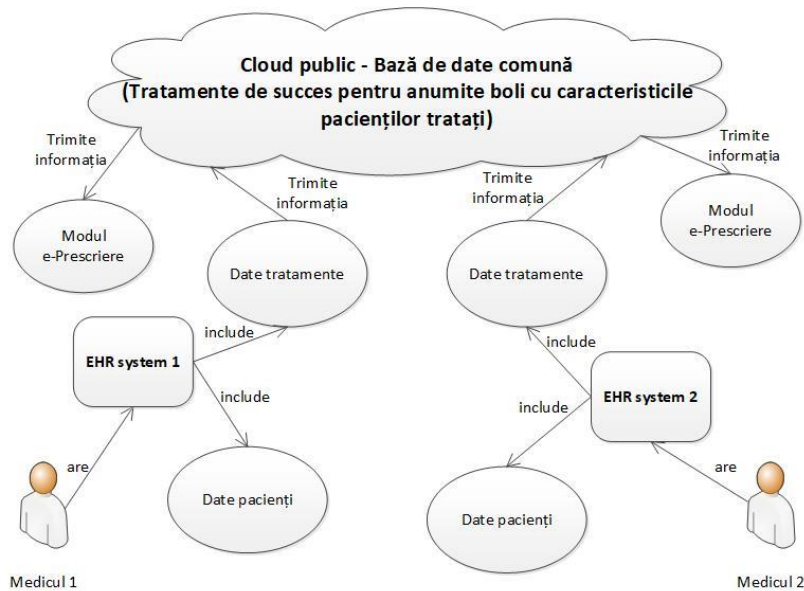 Cloud public - Bază de date comună
(Tratamente de succes pentru anumite boli cu caracteristicile
pacienților tratați)
Trimite
informația
Trimite
informația
Trimite
informația
Trimite
informația
Modul
e-Prescriere
Modul
e-Prescriere
Date tratamente
Date tratamente
include
include
EHR system 1
EHR system 2
include
include
are
are
Date pacienți
Date pacienți
Medicul 1
Medicul 2